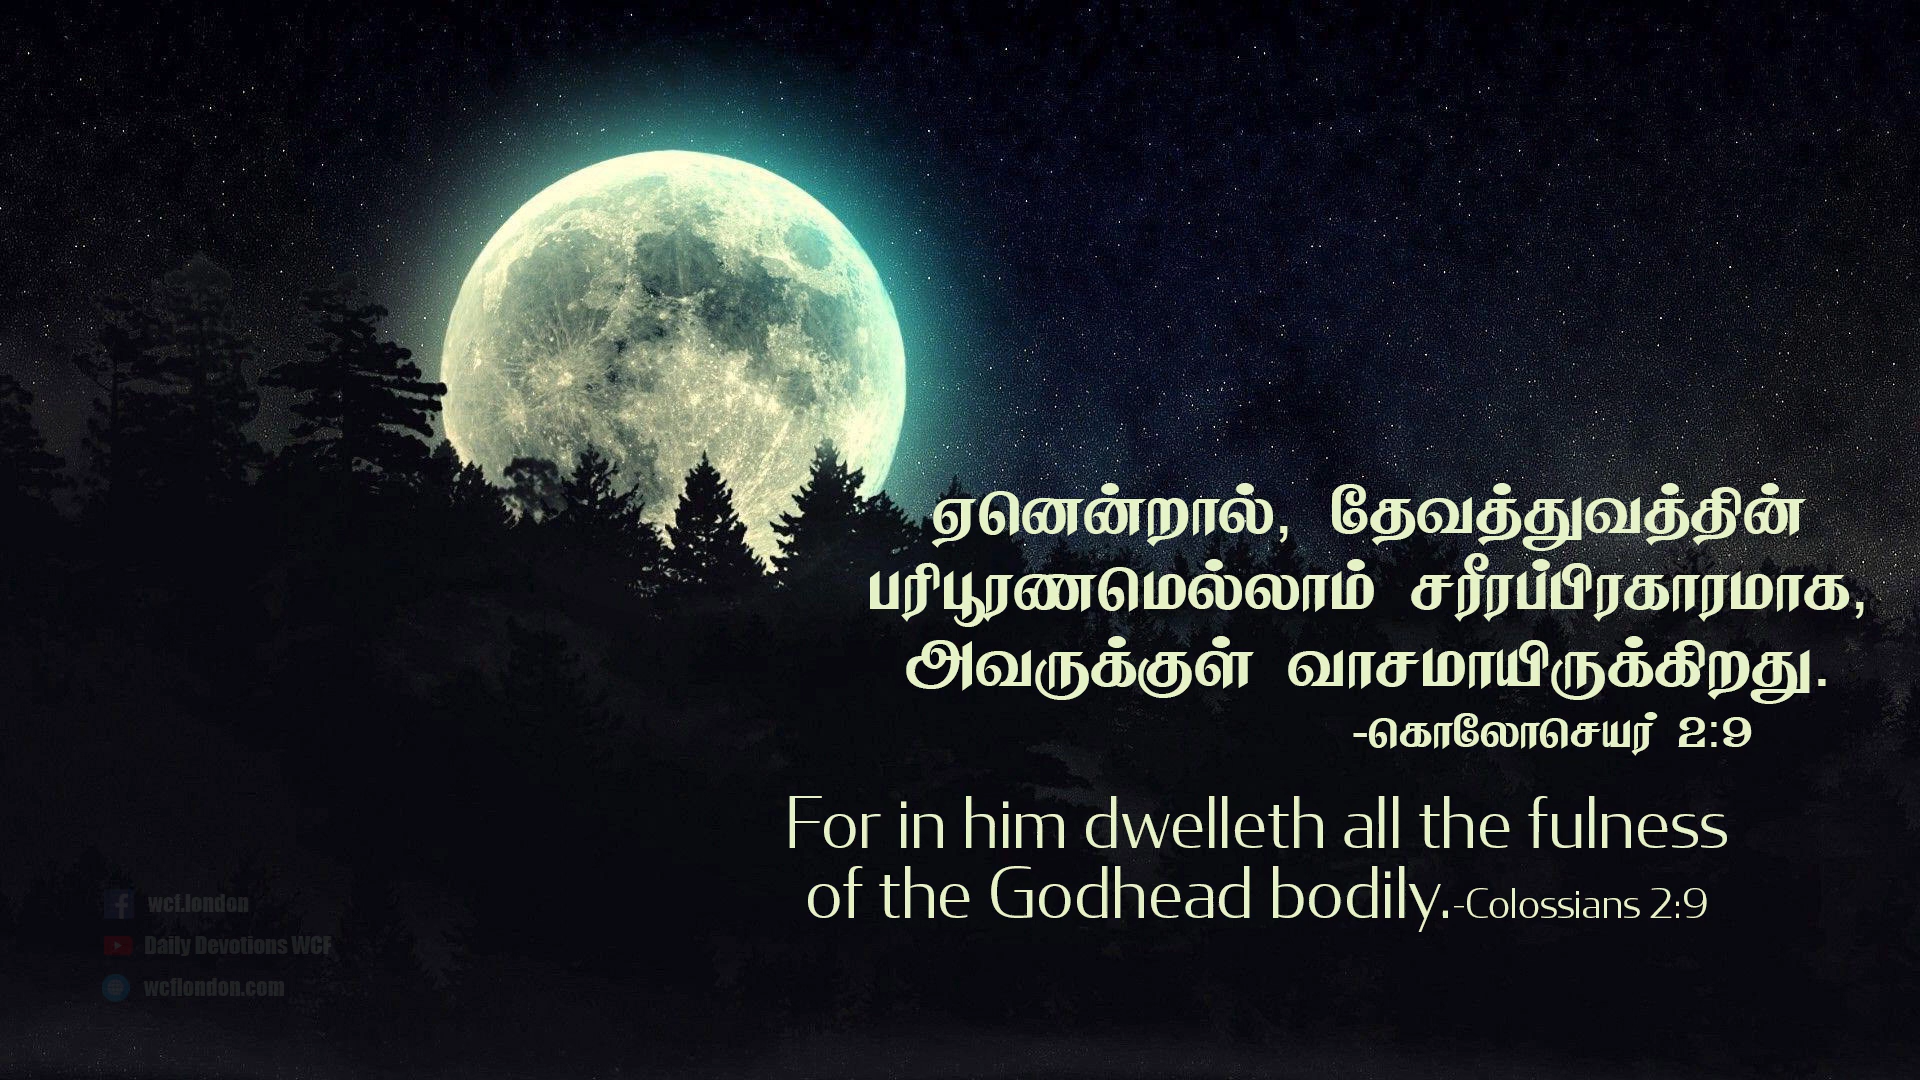 ஏனென்றால், தேவத்துவத்தின்
பரிபூரணமெல்லாம் சரீரப்பிரகாரமாக,
அவருக்குள் வாசமாயிருக்கிறது.
-கொலோசெயர் 2:9
For in him dwelleth all the fulness
of the Godhead bodily.-Colossians 2:9
wcf.london
Daily Devotions WCF
wcflondon.com